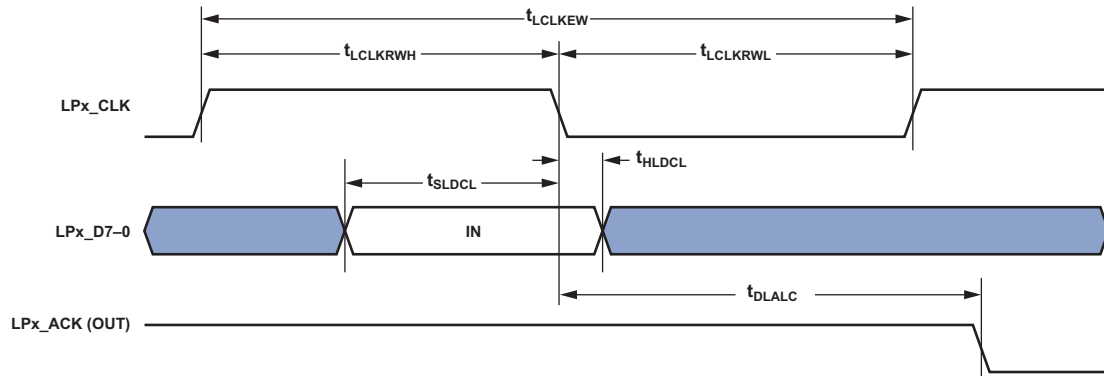 tLCLKEW
tLCLKRWH
tLCLKRWL
LPx_CLK
tHLDCL
tSLDCL
LPx_D7–0
IN
tDLALC
LPx_ACK (OUT)